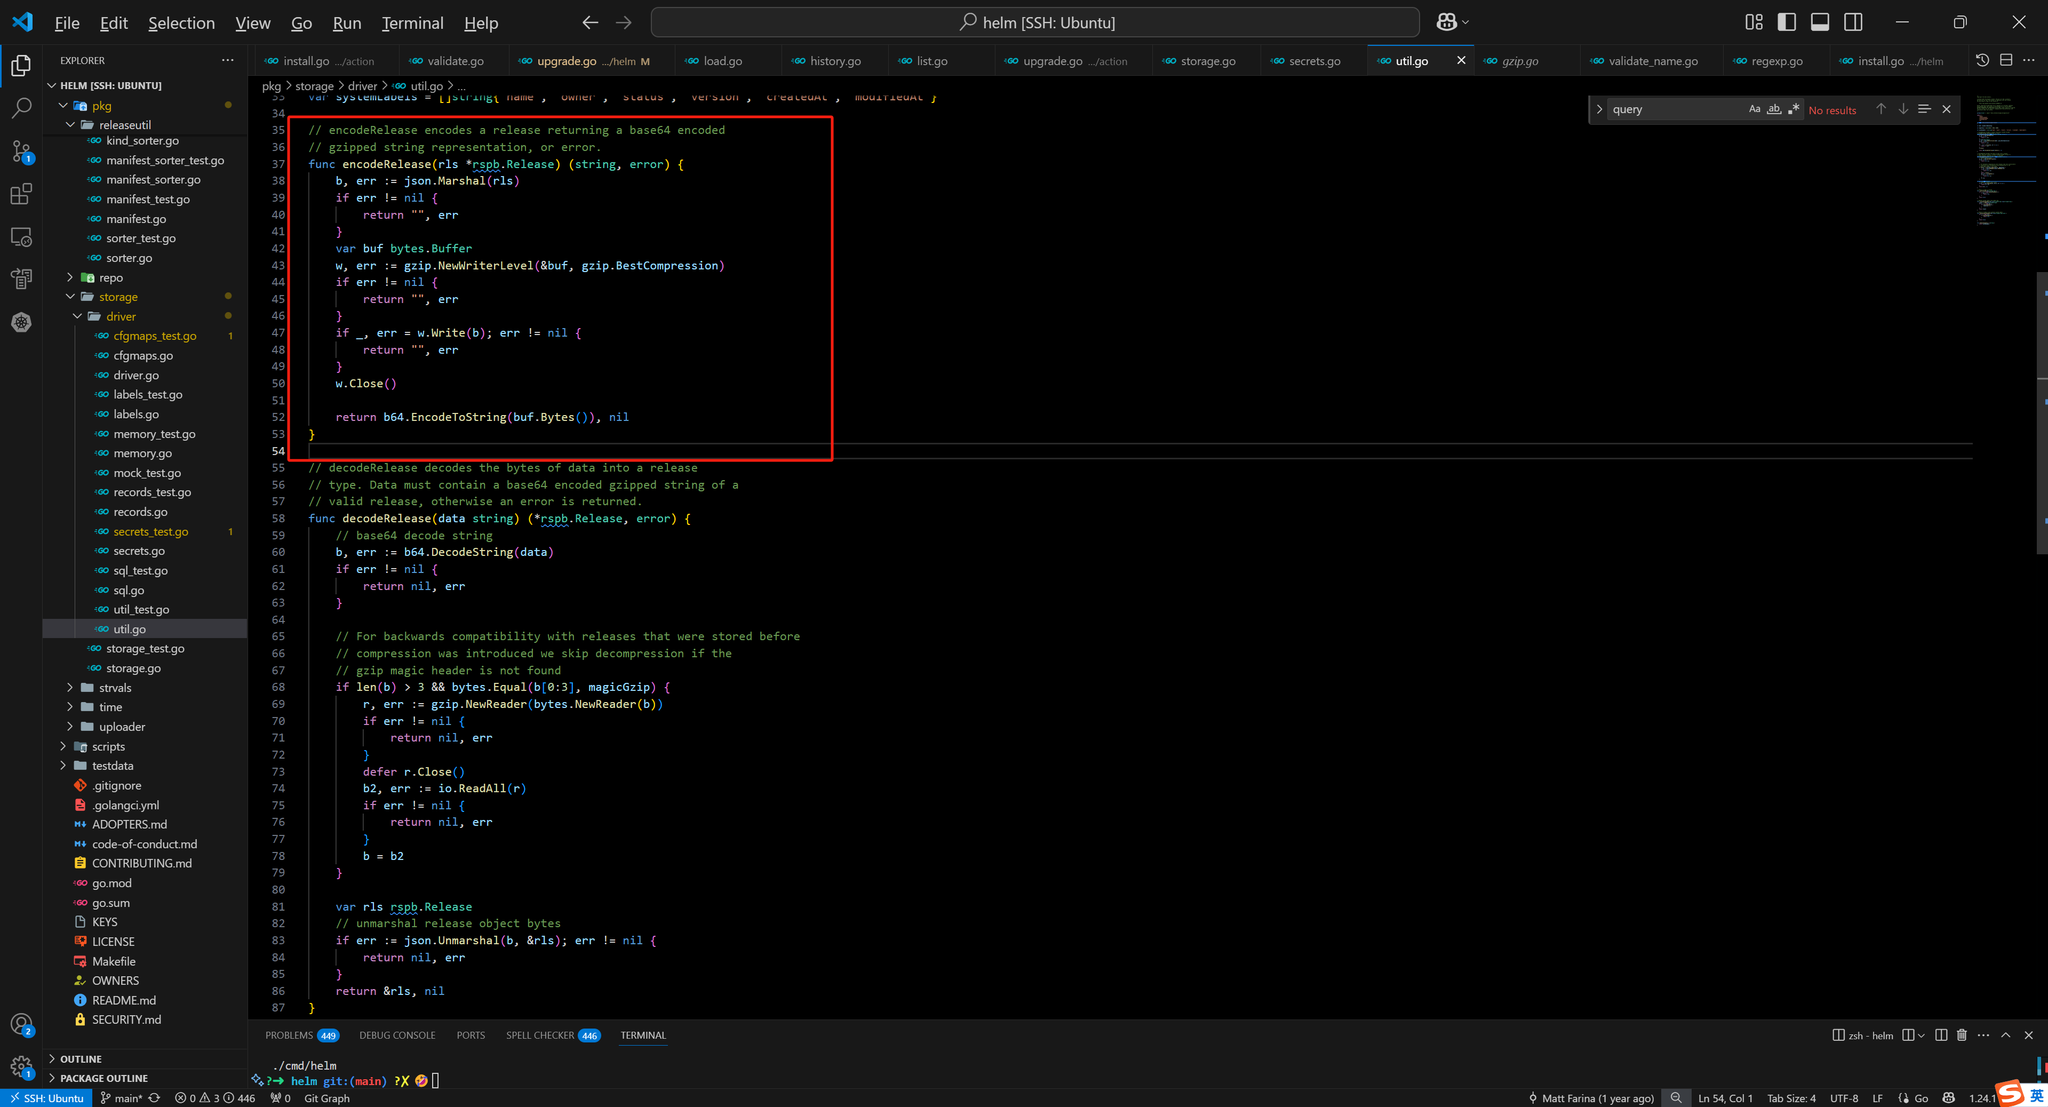 File Edit Selection View Go Run Terminal Help
helm [SSH: Ubuntu]
EXPLORER
install.go .../action
validate.go
upgrade.go .../helm M
load.go
history.go
list.go
upgrade.go .../action
storage.go
secrets.go
util.go
gzip.go
validate_name.go
regexp.go
install.go .../helm
HELM [SSH: UBUNTU]
pkg
releaseutil
kind_sorter.go
manifest_sorter_test.go
manifest_sorter.go
manifest_test.go
manifest.go
sorter_test.go
sorter.go
repo
storage
driver
cfgmaps_test.go 1
cfgmaps.go
driver.go
labels_test.go
labels.go
memory_test.go
memory.go
mock_test.go
records_test.go
records.go
secrets_test.go 1
secrets.go
sql_test.go
sql.go
util_test.go
util.go
storage_test.go
storage.go
strvals
time
uploader
scripts
testdata
.gitignore
.golangci.yml
ADOPTERS.md
code-of-conduct.md
CONTRIBUTING.md
go.mod
go.sum
KEYS
LICENSE
Makefile
OWNERS
README.md
SECURITY.md
OUTLINE
PACKAGE OUTLINE
pkg > storage > driver > util.go > ...
query
Aa ab .*
No results
33 var systemLabels = []string{"name", "owner", "status", "version", "createdAt", "modifiedAt"}
34
35 // encodeRelease encodes a release returning a base64 encoded
36 // gzipped string representation, or error.
37 func encodeRelease(rls *rspb.Release) (string, error) {
38 b, err := json.Marshal(rls)
39 if err != nil {
40 return "", err
41 }
42 var buf bytes.Buffer
43 w, err := gzip.NewWriterLevel(&buf, gzip.BestCompression)
44 if err != nil {
45 return "", err
46 }
47 if _, err = w.Write(b); err != nil {
48 return "", err
49 }
50 w.Close()
51
52 return b64.EncodeToString(buf.Bytes()), nil
53 }
54
55 // decodeRelease decodes the bytes of data into a release
56 // type. Data must contain a base64 encoded gzipped string of a
57 // valid release, otherwise an error is returned.
58 func decodeRelease(data string) (*rspb.Release, error) {
59 // base64 decode string
60 b, err := b64.DecodeString(data)
61 if err != nil {
62 return nil, err
63 }
64
65 // For backwards compatibility with releases that were stored before
66 // compression was introduced we skip decompression if the
67 // gzip magic header is not found
68 if len(b) > 3 && bytes.Equal(b[0:3], magicGzip) {
69 r, err := gzip.NewReader(bytes.NewReader(b))
70 if err != nil {
71 return nil, err
72 }
73 defer r.Close()
74 b2, err := io.ReadAll(r)
75 if err != nil {
76 return nil, err
77 }
78 b = b2
79 }
80
81 var rls rspb.Release
82 // unmarshal release object bytes
83 if err := json.Unmarshal(b, &rls); err != nil {
84 return nil, err
85 }
86 return &rls, nil
87 }
PROBLEMS 449 DEBUG CONSOLE PORTS SPELL CHECKER 446 TERMINAL
zsh - helm
./cmd/helm
?→ helm git:(main) ?✗
SSH: Ubuntu main* 0 3 446 0 Git Graph
Matt Farina (1 year ago) Ln 54, Col 1 Tab Size: 4 UTF-8 LF Go 1.24.1
英